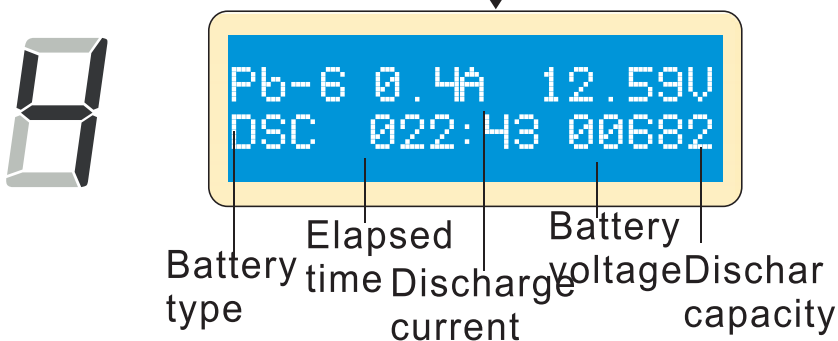 4
Pb-6 0.4A 12.59V
DSC 022:43 00682
Battery
type
Elapsed
time
Discharge
current
Battery
voltage
Dischar
capacity